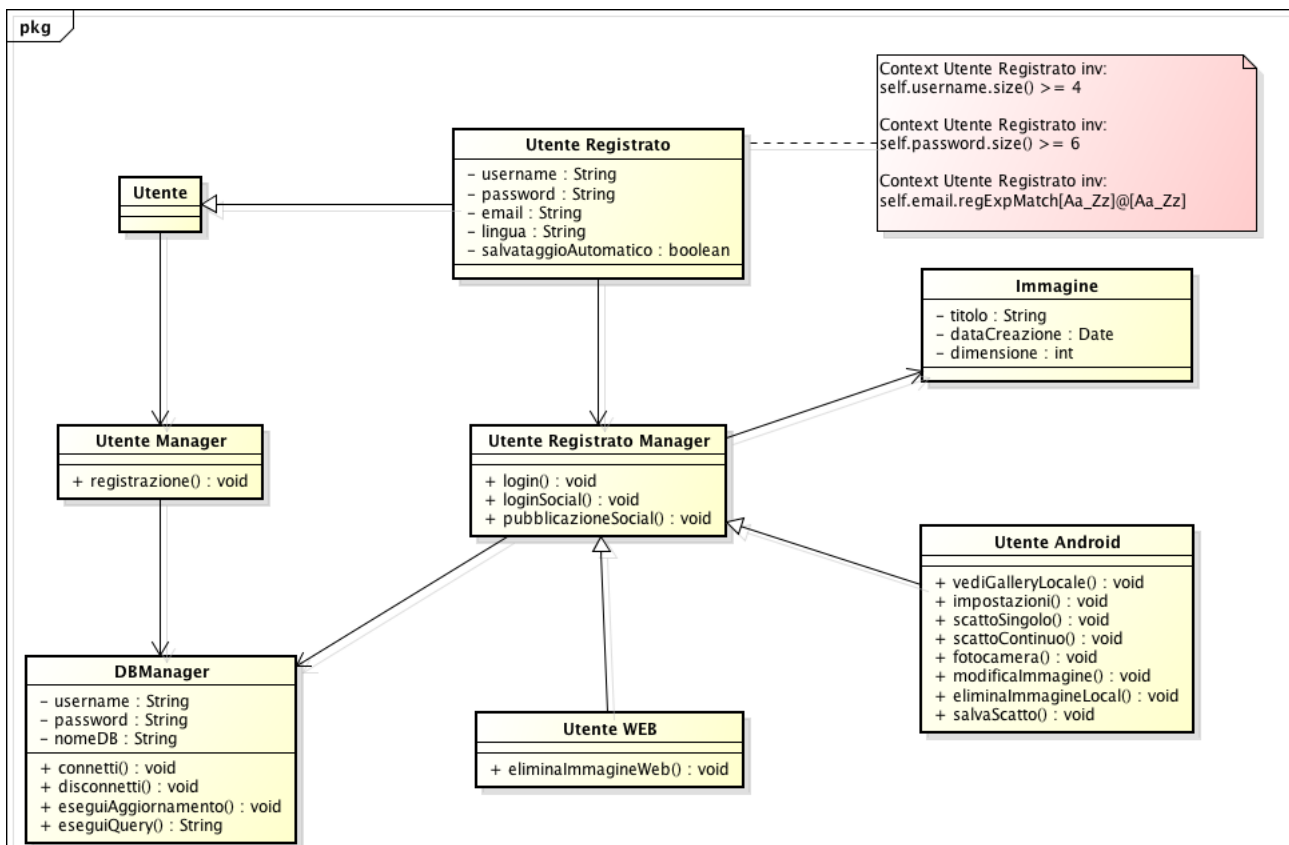 pkg
Context Utente Registrato inv:
self.username.size() >= 4
Context Utente Registrato inv:
self.password.size() >= 6
Context Utente Registrato inv:
self.email.regExpMatch[Aa_Zz]@[Aa_Zz]
Utente Registrato
- username : String
- password : String
- email : String
- lingua : String
- salvataggioAutomatico : boolean
Utente
Immagine
- titolo : String
- dataCreazione : Date
- dimensione : int
Utente Manager
+ registrazione() : void
Utente Registrato Manager
+ login() : void
+ loginSocial() : void
+ pubblicazioneSocial() : void
Utente Android
+ vediGalleryLocale() : void
+ impostazioni() : void
+ scattoSingolo() : void
+ scattoContinuo() : void
+ fotocamera() : void
+ modificaImmagine() : void
+ eliminaImmagineLocal() : void
+ salvaScatto() : void
DBManager
- username : String
- password : String
- nomeDB : String
+ connetti() : void
+ disconnetti() : void
+ eseguiAggiornamento() : void
+ eseguiQuery() : String
Utente WEB
+ eliminaImmagineWeb() : void